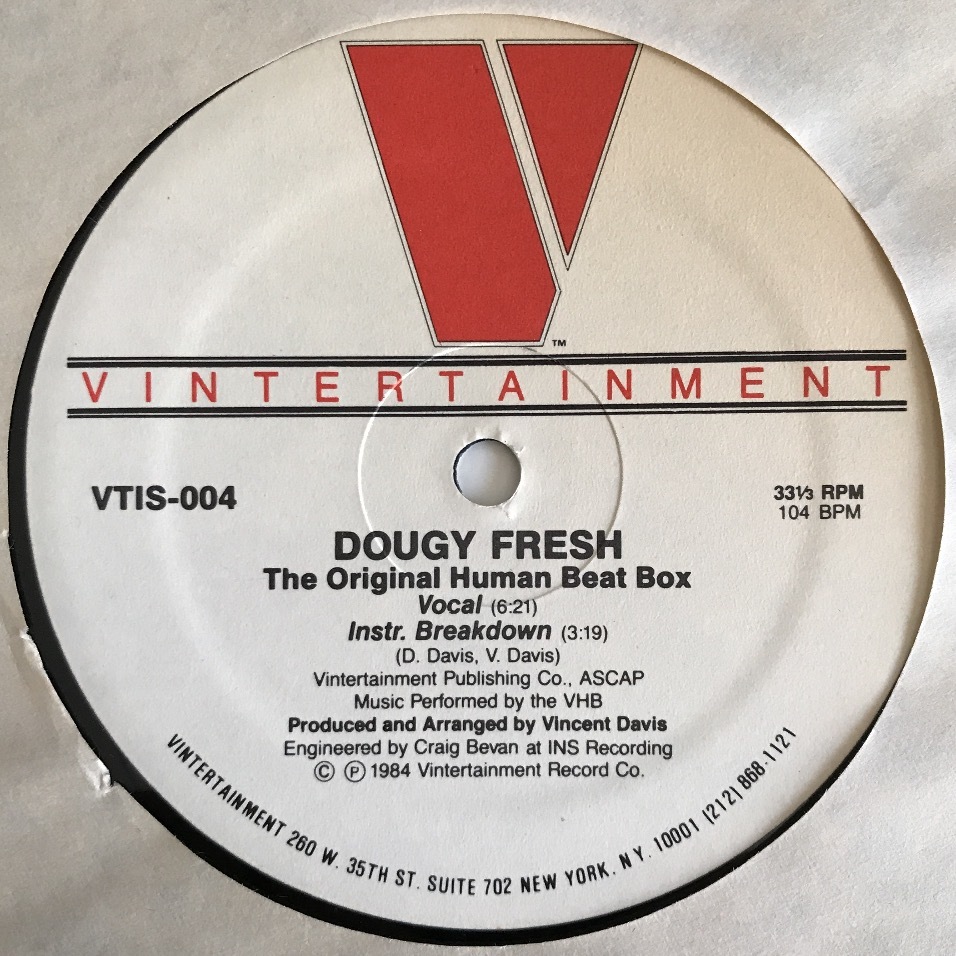 V
™
VINTERTAINMENT
VTIS-004
33⅓ RPM
104 BPM
DOUGY FRESH
The Original Human Beat Box
Vocal (6:21)
Instr. Breakdown (3:19)
(D. Davis, V. Davis)
Vintertainment Publishing Co., ASCAP
Music Performed by the VHB
Produced and Arranged by Vincent Davis
Engineered by Craig Bevan at INS Recording
© ℗ 1984 Vintertainment Record Co.
VINTERTAINMENT 260 W. 35TH ST. SUITE 702 NEW YORK, N.Y. 10001 (212) 868-1121